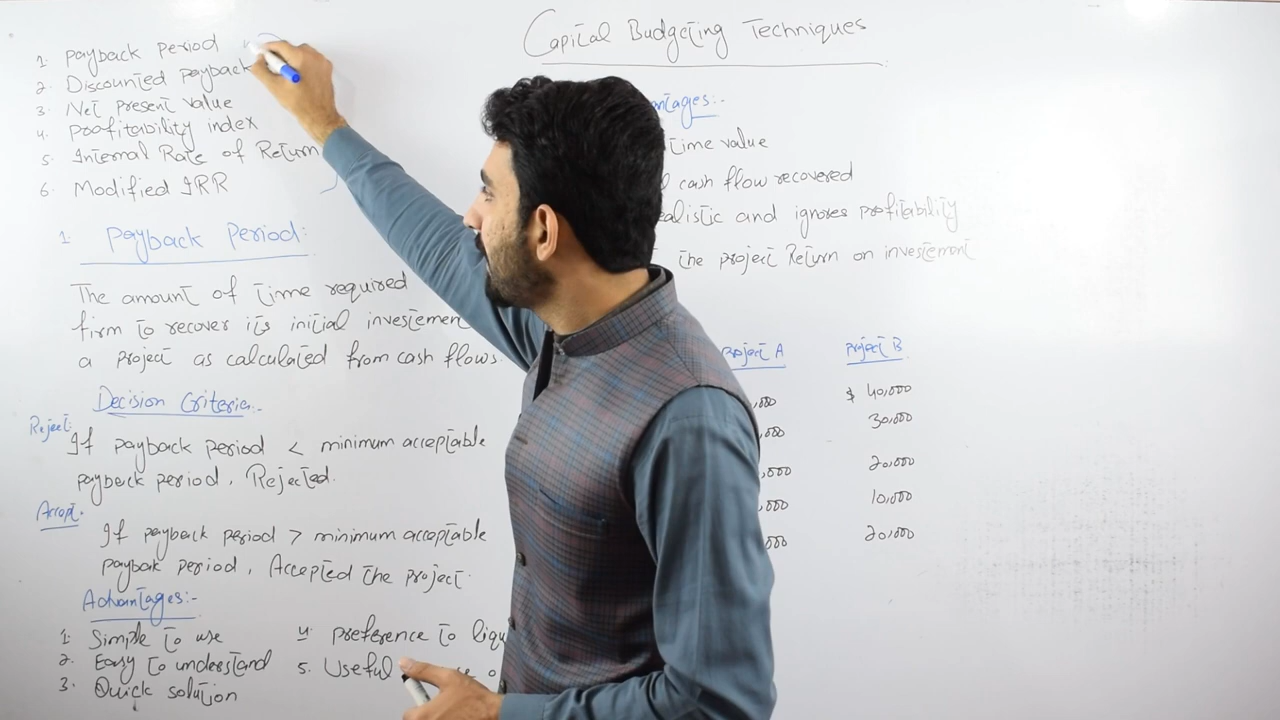 Capital Budgeting Techniques
1. Payback Period
2. Discounted payback
3. Net present value
4. Profitability index
5. Internal Rate of Return
6. Modified IRR
1. Payback Period:
The amount of time required
firm to recover its initial investement
a project as calculated from cash flows.
Decision Criteria:-
Reject:
If payback period < minimum acceptable
payback period, Rejected.
Accept:
If payback period > minimum acceptable
payback period, Accepted the project.
Advantages:-
1. Simple to use
2. Easy to understand
3. Quick solution
4. preference to
5. Useful
time value
cash flow recovered
and ignores profitability
the project Return on investement
project A
project B
$ 40,000
30,000
20,000
10,000
20,000